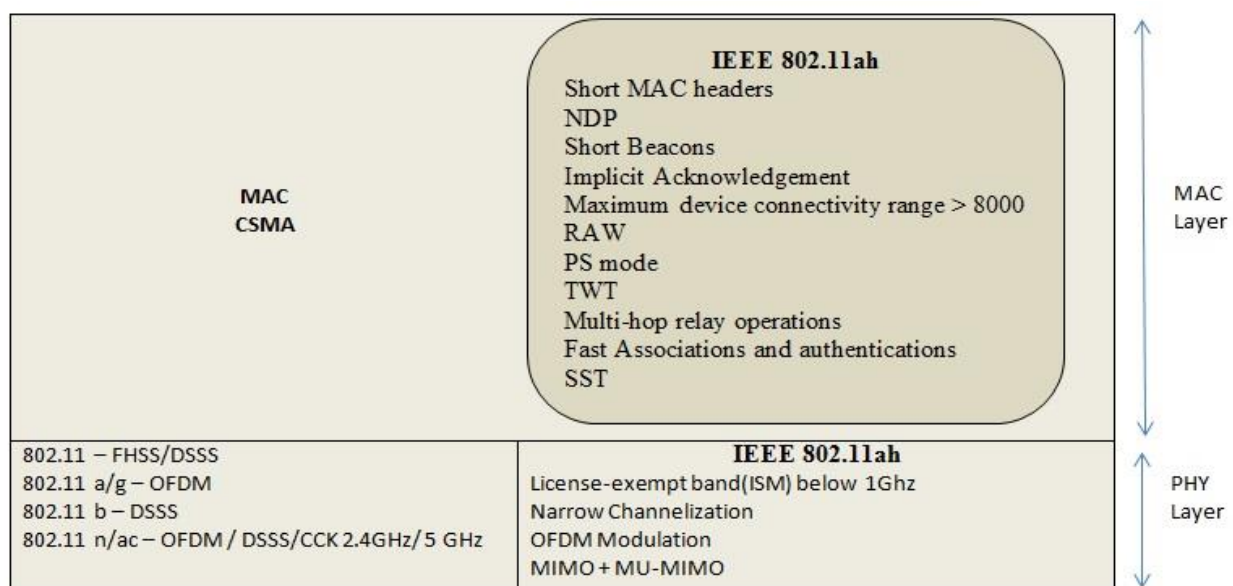 IEEE 802.11ah
Short MAC headers
NDP
Short Beacons
Implicit Acknowledgement
Maximum device connectivity range > 8000
RAW
PS mode
TWT
Multi-hop relay operations
Fast Associations and authentications
SST
MAC
CSMA
MAC
Layer
802.11 – FHSS/DSSS
802.11 a/g – OFDM
802.11 b – DSSS
802.11 n/ac – OFDM / DSSS/CCK 2.4GHz/ 5 GHz
IEEE 802.11ah
License-exempt band(ISM) below 1Ghz
Narrow Channelization
OFDM Modulation
MIMO + MU-MIMO
PHY
Layer